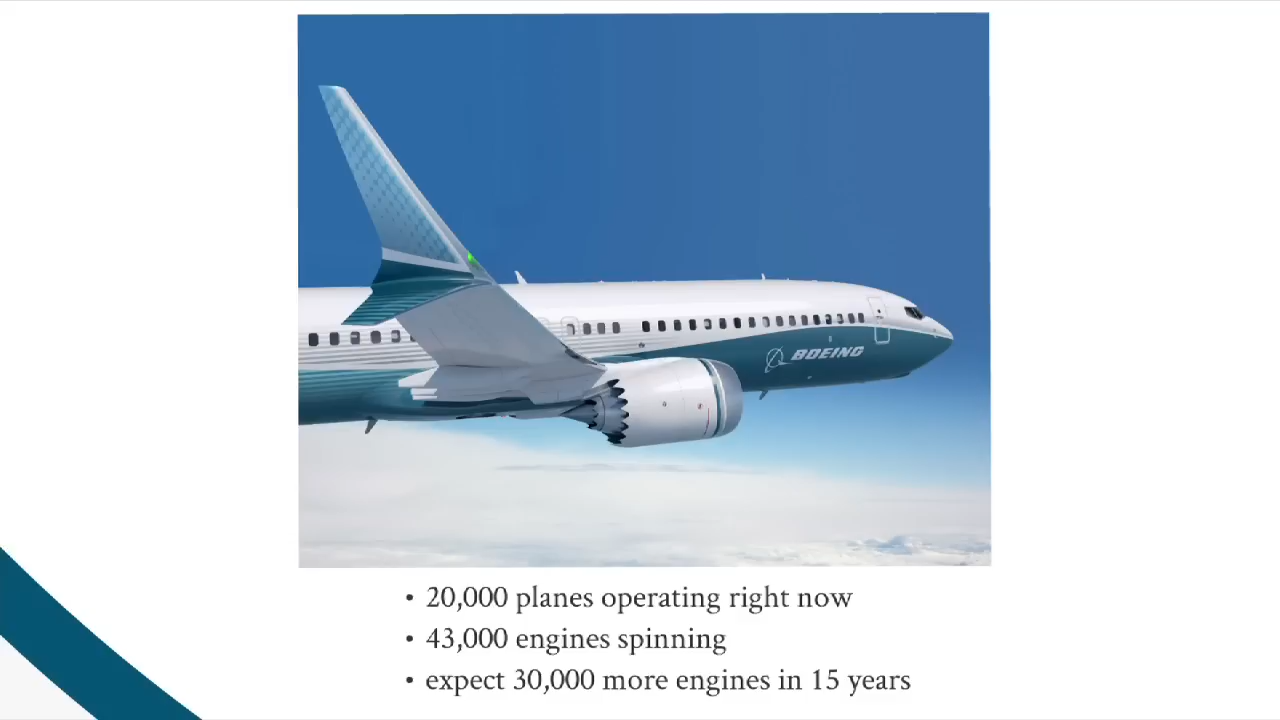 BOEING
• 20,000 planes operating right now
• 43,000 engines spinning
• expect 30,000 more engines in 15 years